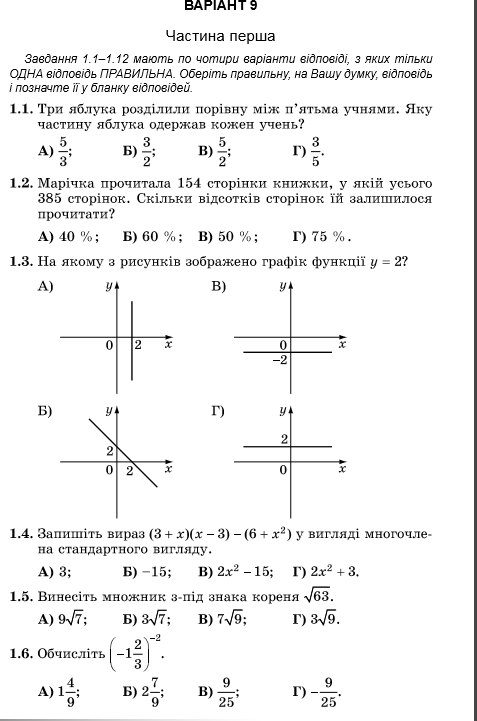 ВАРІАНТ 9
Частина перша
Завдання 1.1–1.12 мають по чотири варіанти відповіді, з яких тільки
ОДНА відповідь ПРАВИЛЬНА. Оберіть правильну, на Вашу думку, відповідь
і позначте її у бланку відповідей.
1.1. Три яблука розділили порівну між п'ятьма учнями. Яку
частину яблука одержав кожен учень?
А) 5/3; Б) 3/2; В) 5/2; Г) 3/5.
1.2. Марічка прочитала 154 сторінки книжки, у якій усього
385 сторінок. Скільки відсотків сторінок їй залишилося
прочитати?
А) 40 %; Б) 60 %; В) 50 %; Г) 75 %.
1.3. На якому з рисунків зображено графік функції y = 2?
А) y В) y
0 2 x 0 x
−2
Б) y Г) y
2 2
0 2 x 0 x
1.4. Запишіть вираз (3 + x)(x − 3) − (6 + x²) у вигляді многочле-
на стандартного вигляду.
А) 3; Б) −15; В) 2x² − 15; Г) 2x² + 3.
1.5. Винесіть множник з-під знака кореня √63.
А) 9√7; Б) 3√7; В) 7√9; Г) 3√9.
1.6. Обчисліть (−1 2/3)⁻².
А) 1 4/9; Б) 2 7/9; В) 9/25; Г) −9/25.